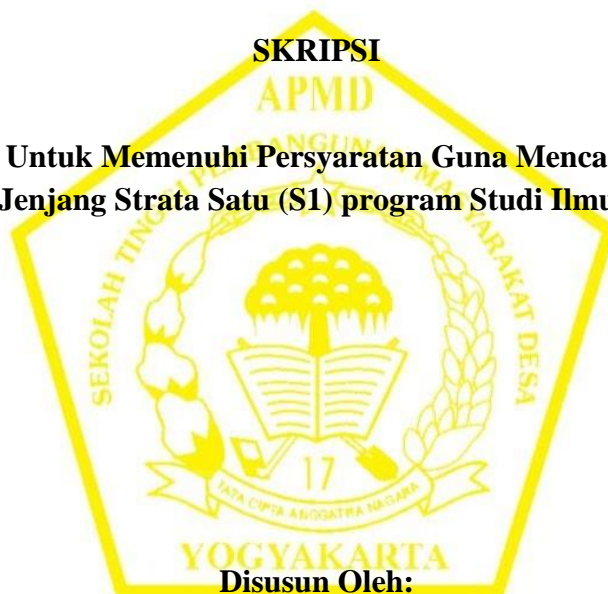 SKRIPSI
APMD
Untuk Memenuhi Persyaratan Guna Menca
Jenjang Strata Satu (S1) program Studi Ilmu
SEKOLAH TINGGI PEMBANGUNAN MASYARAKAT DESA
17
TATA CIPTA ANGGATRA NAGARA
YOGYAKARTA
Disusun Oleh: